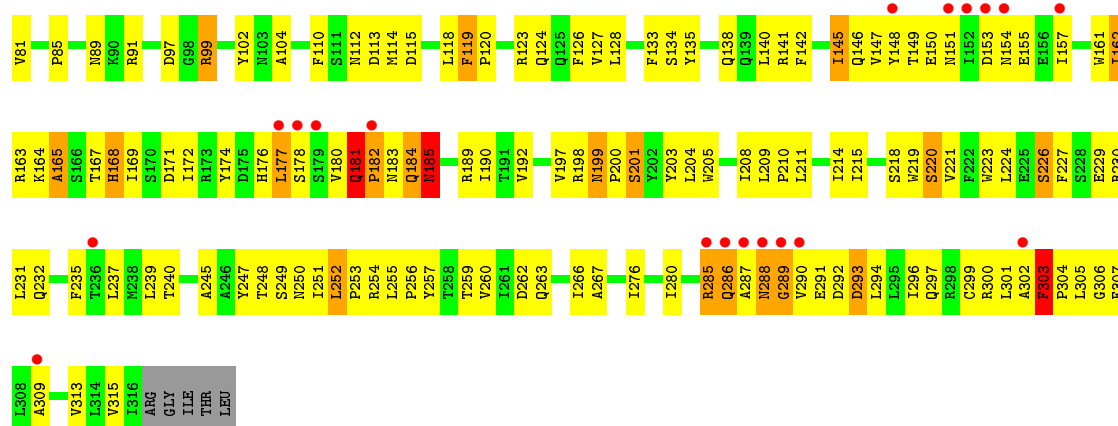 V81 P85 N89 K90 R91 D97 G98 R99 Y102 N103 A104 F110 S111 N112 D113 M114 D115 L118 F119 P120 R123 Q124 Q125 F126 V127 L128 F133 S134 Y135 Q138 Q139 L140 R141 F142 I145 Q146 V147 Y148 T149 E150 N151 I152 D153 N154 E155 E156 I157 W161 I162
R163 K164 A165 S166 T167 H168 I169 S170 D171 I172 R173 Y174 D175 H176 L177 S178 S179 V180 Q181 P182 N183 Q184 N185 R189 I190 T191 V192 V197 R198 N199 P200 S201 Y202 Y203 L204 W205 I208 L209 P210 L211 I214 I215 S218 W219 S220 V221 F222 W223 L224 E225 S226 F227 S228 E229 R230
L231 Q232 F235 T236 L237 M238 L239 T240 A245 A246 Y247 T248 S249 N250 I251 L252 P253 R254 L255 P256 Y257 T258 T259 V260 I261 D262 Q263 I266 A267 I276 I280 R285 Q286 A287 N288 G289 V290 E291 D292 D293 L294 L295 I296 Q297 R298 C299 R300 L301 A302 F303 P304 L305 G306 F307
L308 A309 V313 L314 V315 I316 ARG GLY ILE THR LEU